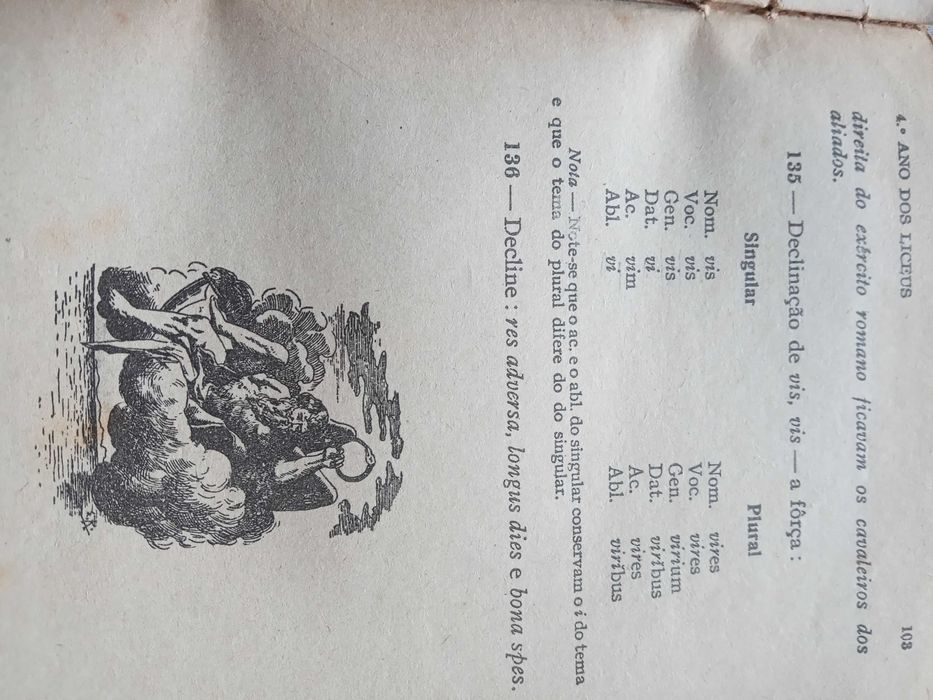 4.º ANO DOS LICEUS 103
direita do exército romano ficavam os cavaleiros dos
aliados.
135 — Declinação de vis, vis — a fôrça :
Singular
Nom. vis
Voc. vis
Gen. vis
Dat. vi
Ac. vim
Abl. vi
Plural
Nom. vires
Voc. vires
Gen. virium
Dat. viribus
Ac. vires
Abl. viribus
Nota — Note-se que o ac. e o abl. do singular conservam o i do tema
e que o tema do plural difere do do singular.
136 — Decline : res adversa, longus dies e bona spes.